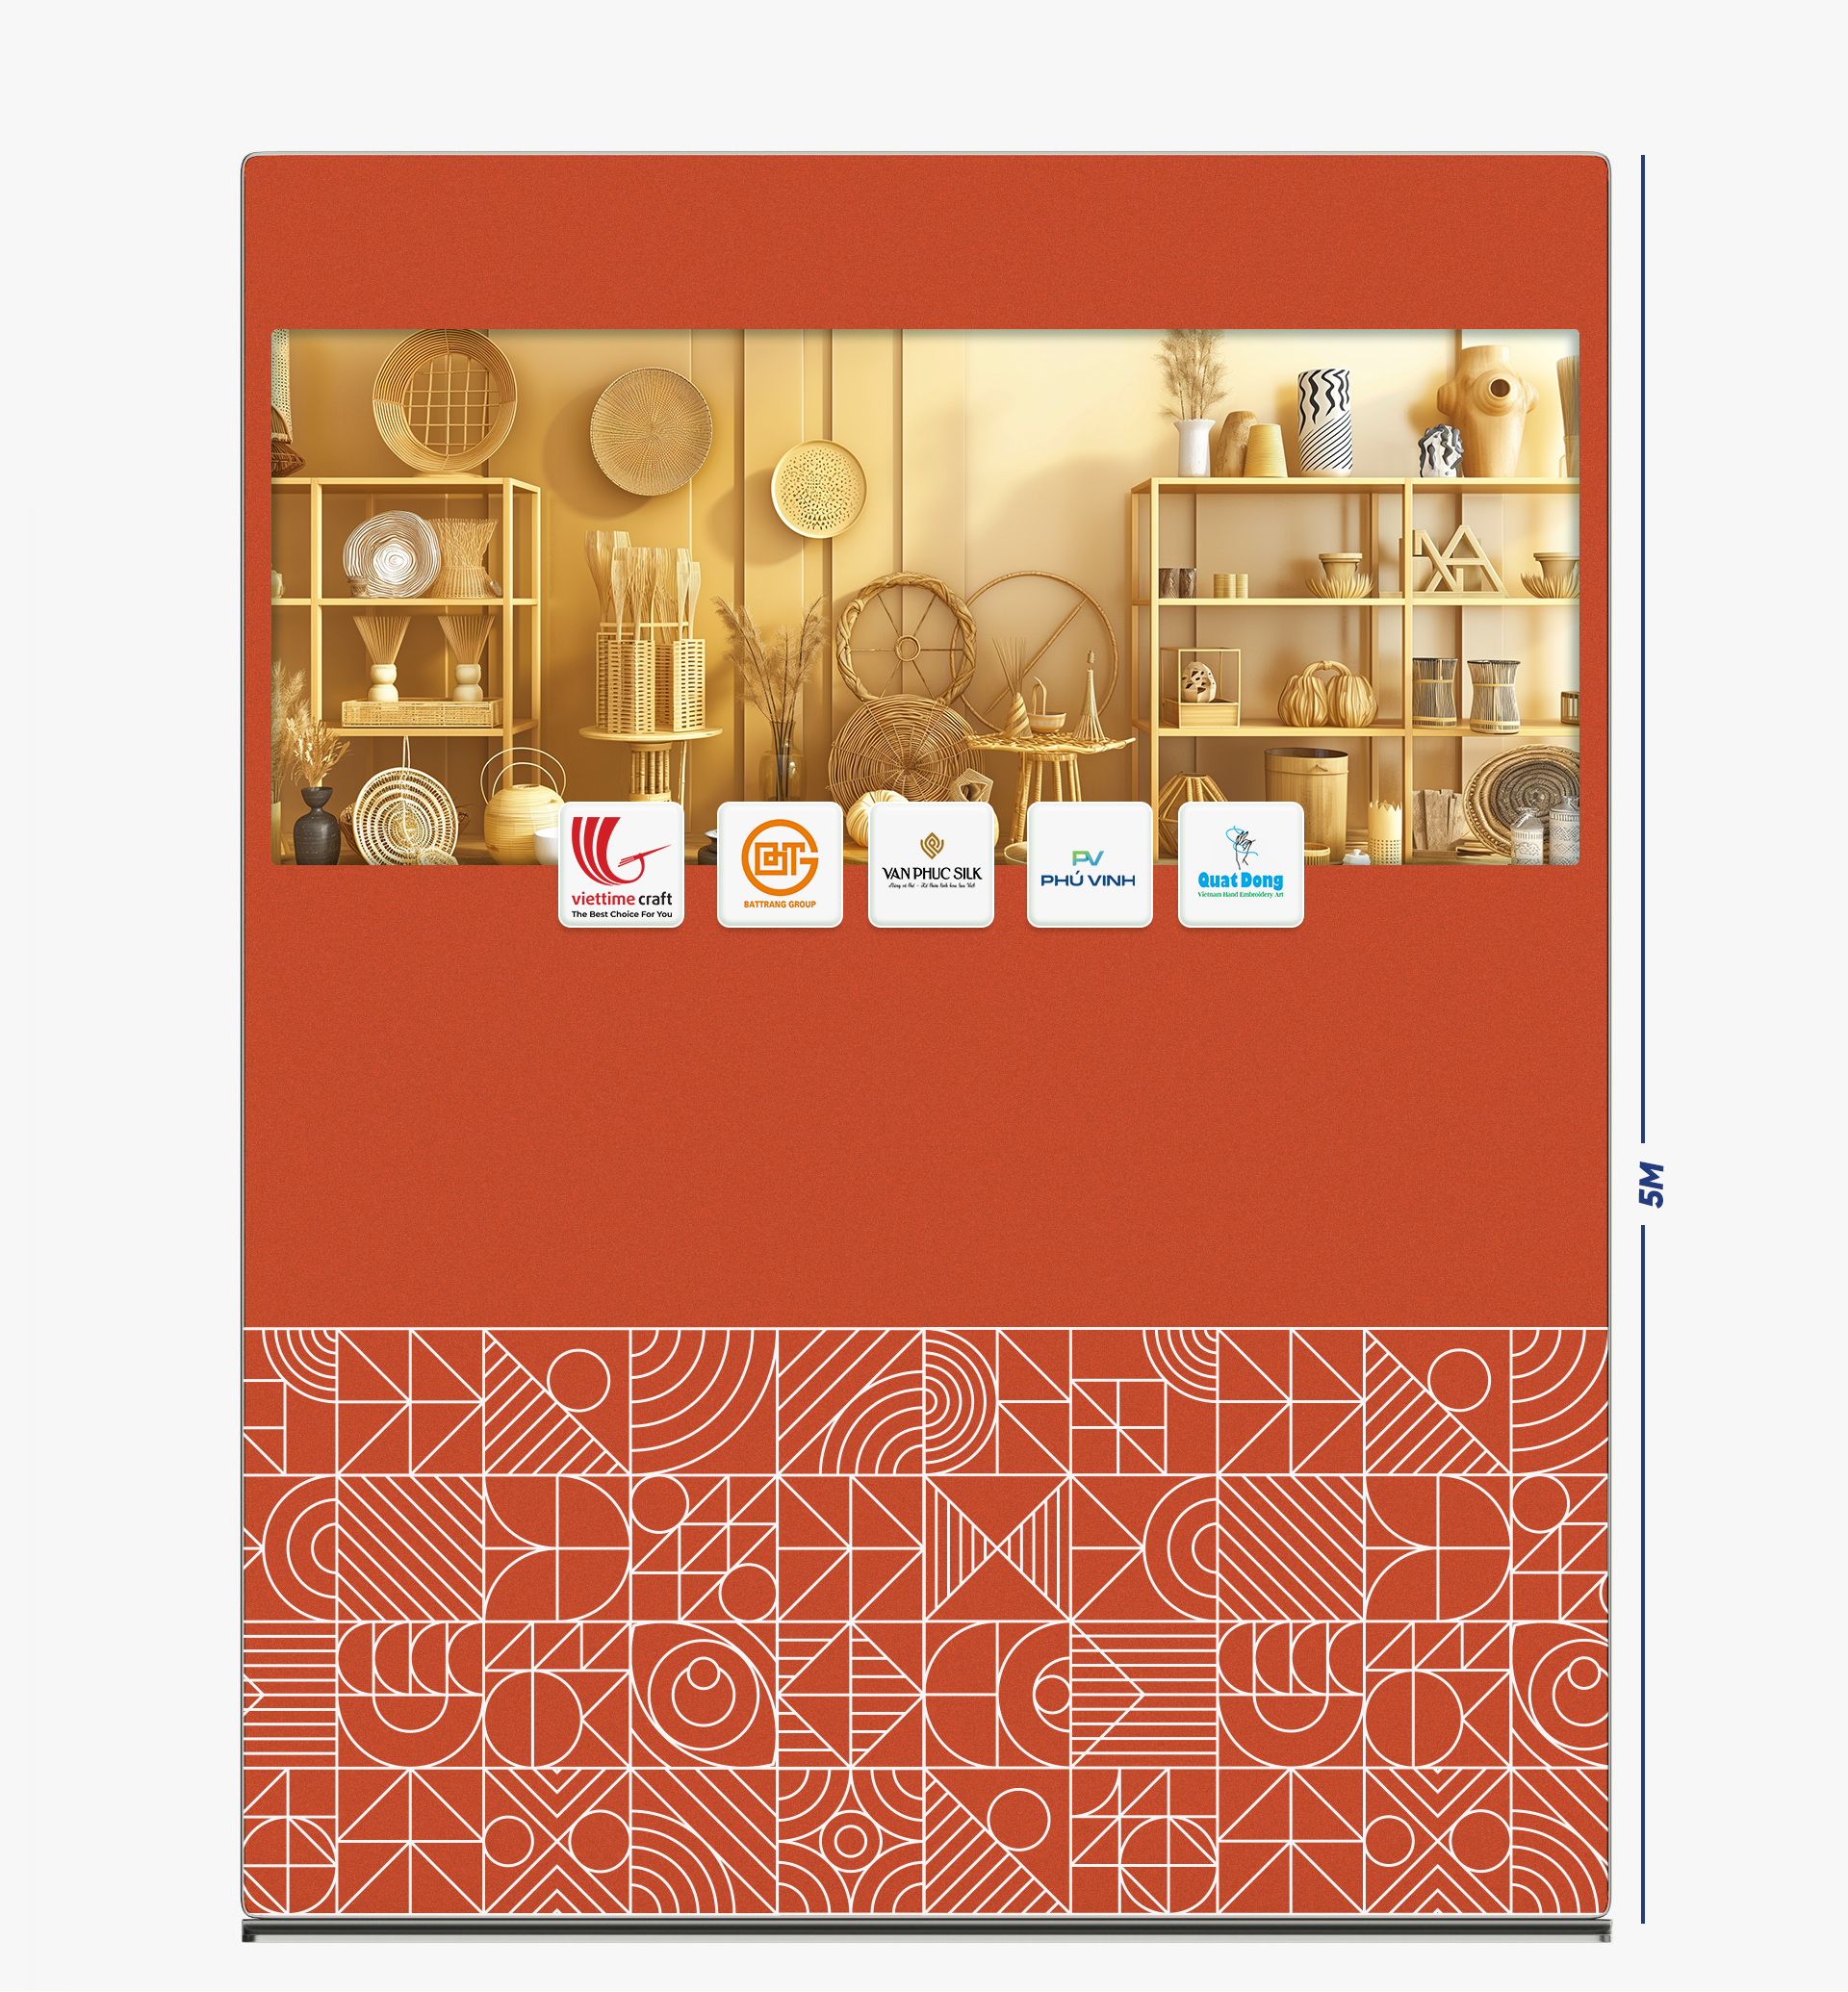 viettime craft
The Best Choice For You
BATTRANG GROUP
VAN PHUC SILK
PV
PHÚ VINH
Quat Dong
Vietnam Hand Embroidery Art
5M